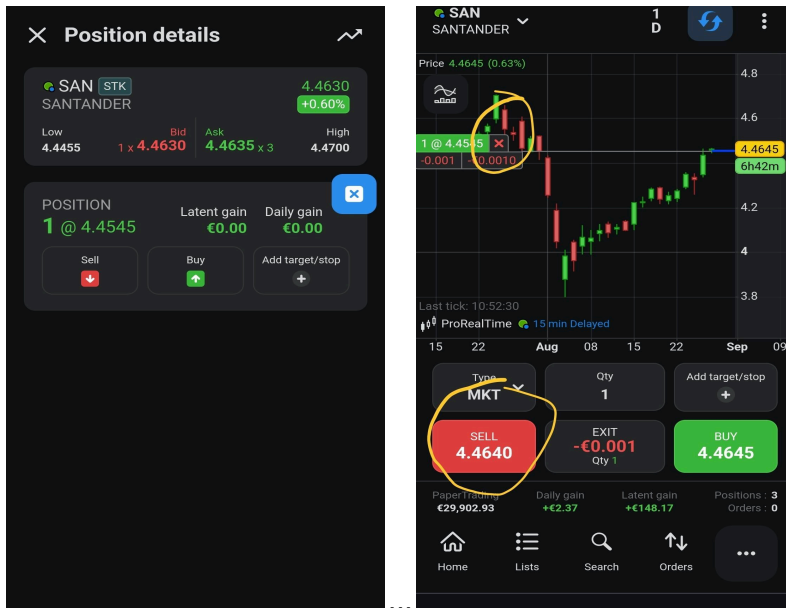 Position details
SAN STK
4.4630
SANTANDER
+0.60%
Low
Bid
Ask
High
4.4455
1 x 4.4630
4.4635 x 3
4.4700
POSITION
Latent gain
Daily gain
1 @ 4.4545
€0.00
€0.00
Sell
Buy
Add target/stop
SAN
SANTANDER
1
D
Price 4.4645 (0.63%)
4.8
4.6
1 @ 4.4545
4.4645
-0.001
-€0.0010
6h42m
4.2
4
3.8
Last tick: 10:52:30
ProRealTime
15 min Delayed
15
22
Aug
08
15
22
Sep
09
Type
Qty
Add target/stop
MKT
1
SELL
EXIT
BUY
4.4640
-€0.001
4.4645
Qty 1
PaperTrading
Daily gain
Latent gain
Positions : 3
€29,902.93
+€2.37
+€148.17
Orders : 0
Home
Lists
Search
Orders